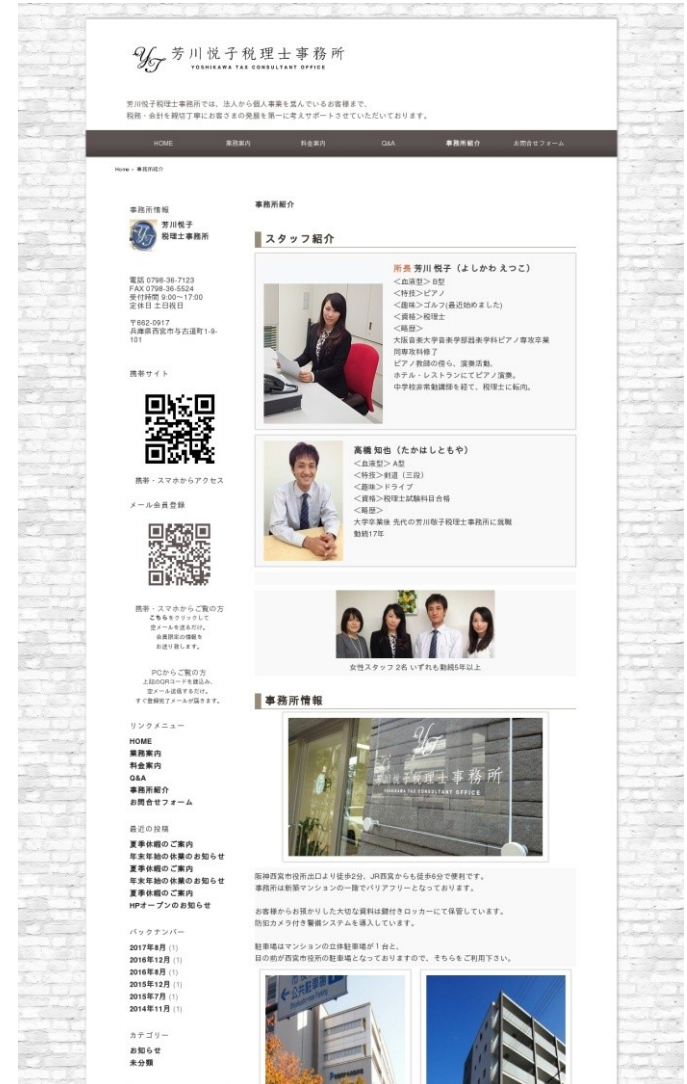 芳川悦子税理士事務所
YOSHIKAWA TAX CONSULTANT OFFICE
芳川悦子税理士事務所では、法人から個人事業を営んでいるお客様まで、
税務・会計を親切丁寧にお客さまの発展を第一に考えサポートさせていただいております。
HOME 業務案内 料金案内 Q&A 事務所紹介 お問合せフォーム
Home » 事務所紹介
事務所情報
芳川悦子
税理士事務所
電話 0798-36-7123
FAX 0798-36-5524
受付時間 9:00～17:00
定休日 土日祝日
〒662-0917
兵庫県西宮市与古道町1-9-
101
携帯サイト
携帯・スマホからアクセス
メール会員登録
携帯・スマホからご覧の方
こちらをクリックして
空メールを送るだけ。
会員限定の情報を
お送り致します。
PCからご覧の方
上記のQRコードを読込み、
空メール送信するだけ。
すぐ登録完了メールが届きます。
リンクメニュー
HOME
業務案内
料金案内
Q&A
事務所紹介
お問合せフォーム
最近の投稿
夏季休暇のご案内
年末年始の休業のお知らせ
夏季休暇のご案内
年末年始の休業のお知らせ
夏季休暇のご案内
HPオープンのお知らせ
バックナンバー
2017年8月 (1)
2016年12月 (1)
2016年8月 (1)
2015年12月 (1)
2015年7月 (1)
2014年11月 (1)
カテゴリー
お知らせ
未分類
事務所紹介
スタッフ紹介
所長 芳川 悦子（よしかわ えつこ）
＜血液型＞ B型
＜特技＞ピアノ
＜趣味＞ゴルフ(最近始めました)
＜資格＞税理士
＜略歴＞
大阪音楽大学音楽学部器楽学科ピアノ専攻卒業
同専攻科修了
ピアノ教師の傍ら、演奏活動。
ホテル・レストランにてピアノ演奏。
中学校非常勤講師を経て、税理士に転向。
高橋 知也（たかはしともや）
＜血液型＞ A型
＜特技＞剣道（三段）
＜趣味＞ドライブ
＜資格＞税理士試験科目合格
＜略歴＞
大学卒業後 先代の芳川敬子税理士事務所に就職
勤続17年
女性スタッフ 2名 いずれも勤続5年以上
事務所情報
芳川悦子税理士事務所
YOSHIKAWA TAX CONSULTANT OFFICE
阪神西宮市役所出口より徒歩2分、JR西宮からも徒歩6分で便利です。
事務所は新築マンションの一階でバリアフリーとなっております。
お客様からお預かりした大切な資料は鍵付きロッカーにて保管しています。
防犯カメラ付き警備システムを導入しています。
駐車場はマンションの立体駐車場が１台と、
目の前が西宮市役所の駐車場となっておりますので、そちらをご利用下さい。
公共駐車場